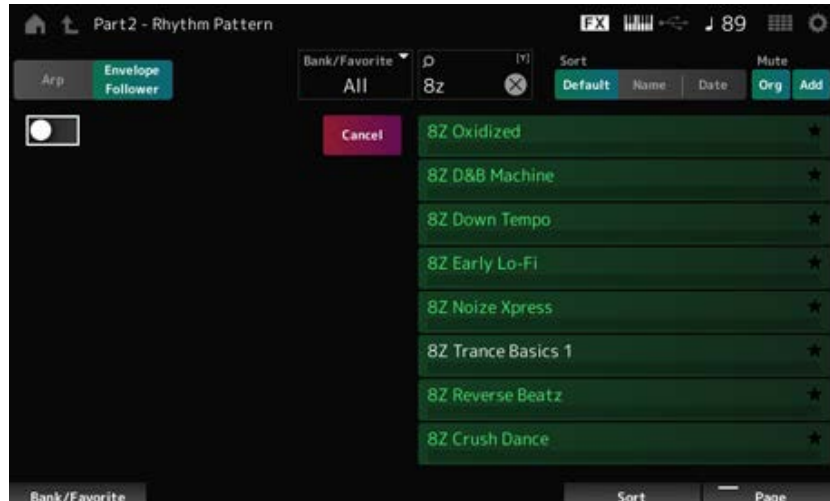 Part2 - Rhythm Pattern
FX
♩ 89
Arp
Envelope
Follower
Bank/Favorite
All
8z
[Y]
Sort
Default
Name
Date
Mute
Org
Add
Cancel
8Z Oxidized
8Z D&B Machine
8Z Down Tempo
8Z Early Lo-Fi
8Z Noize Xpress
8Z Trance Basics 1
8Z Reverse Beatz
8Z Crush Dance
Bank/Favorite
Sort
Page